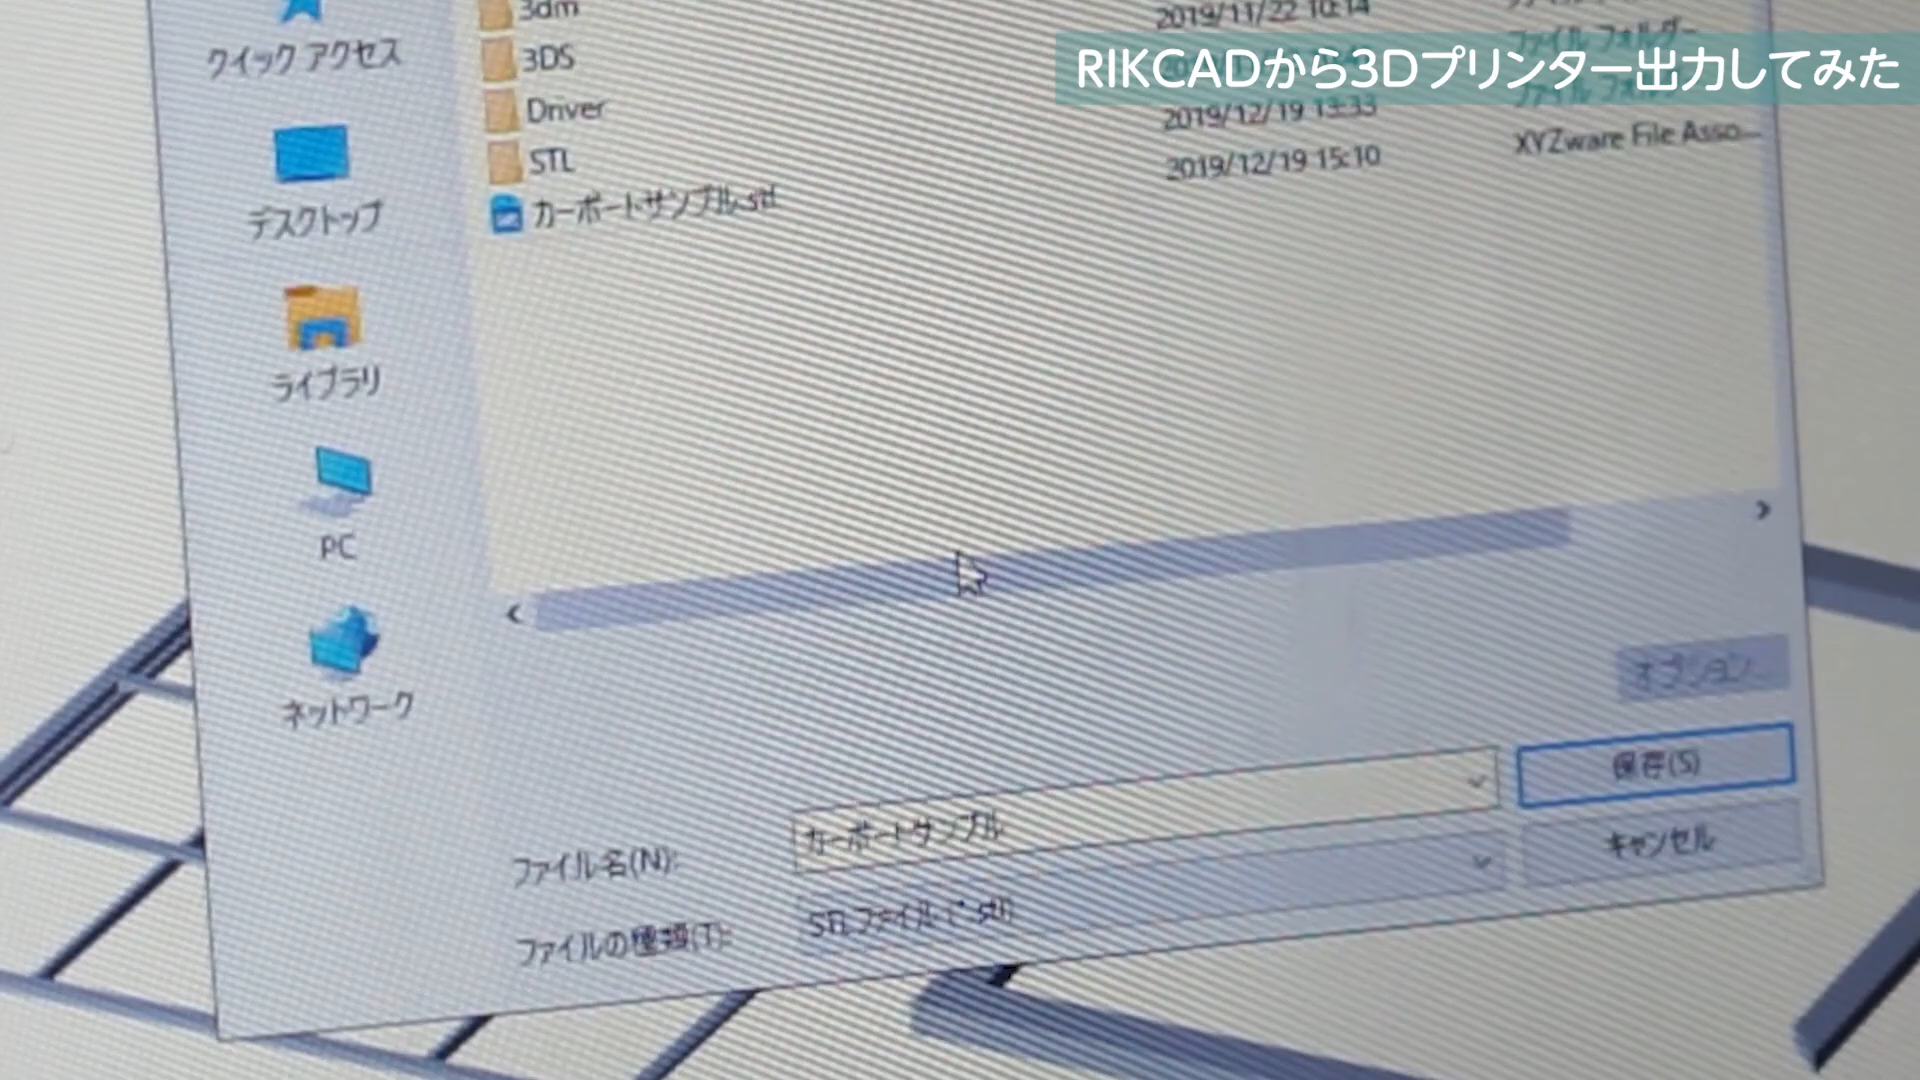 RIKCADから3Dプリンター出力してみた
クイック アクセス
デスクトップ
ライブラリ
PC
ネットワーク
3dm 2019/11/22 10:14
3DS
ファイル フォルダー
Driver 2019/12/19 13:33
STL 2019/12/19 15:10 XYZware File Asso...
カーポートサンプル.stl
オプション...
ファイル名(N): カーポートサンプル 保存(S)
ファイルの種類(T): STLファイル (*.stl) キャンセル